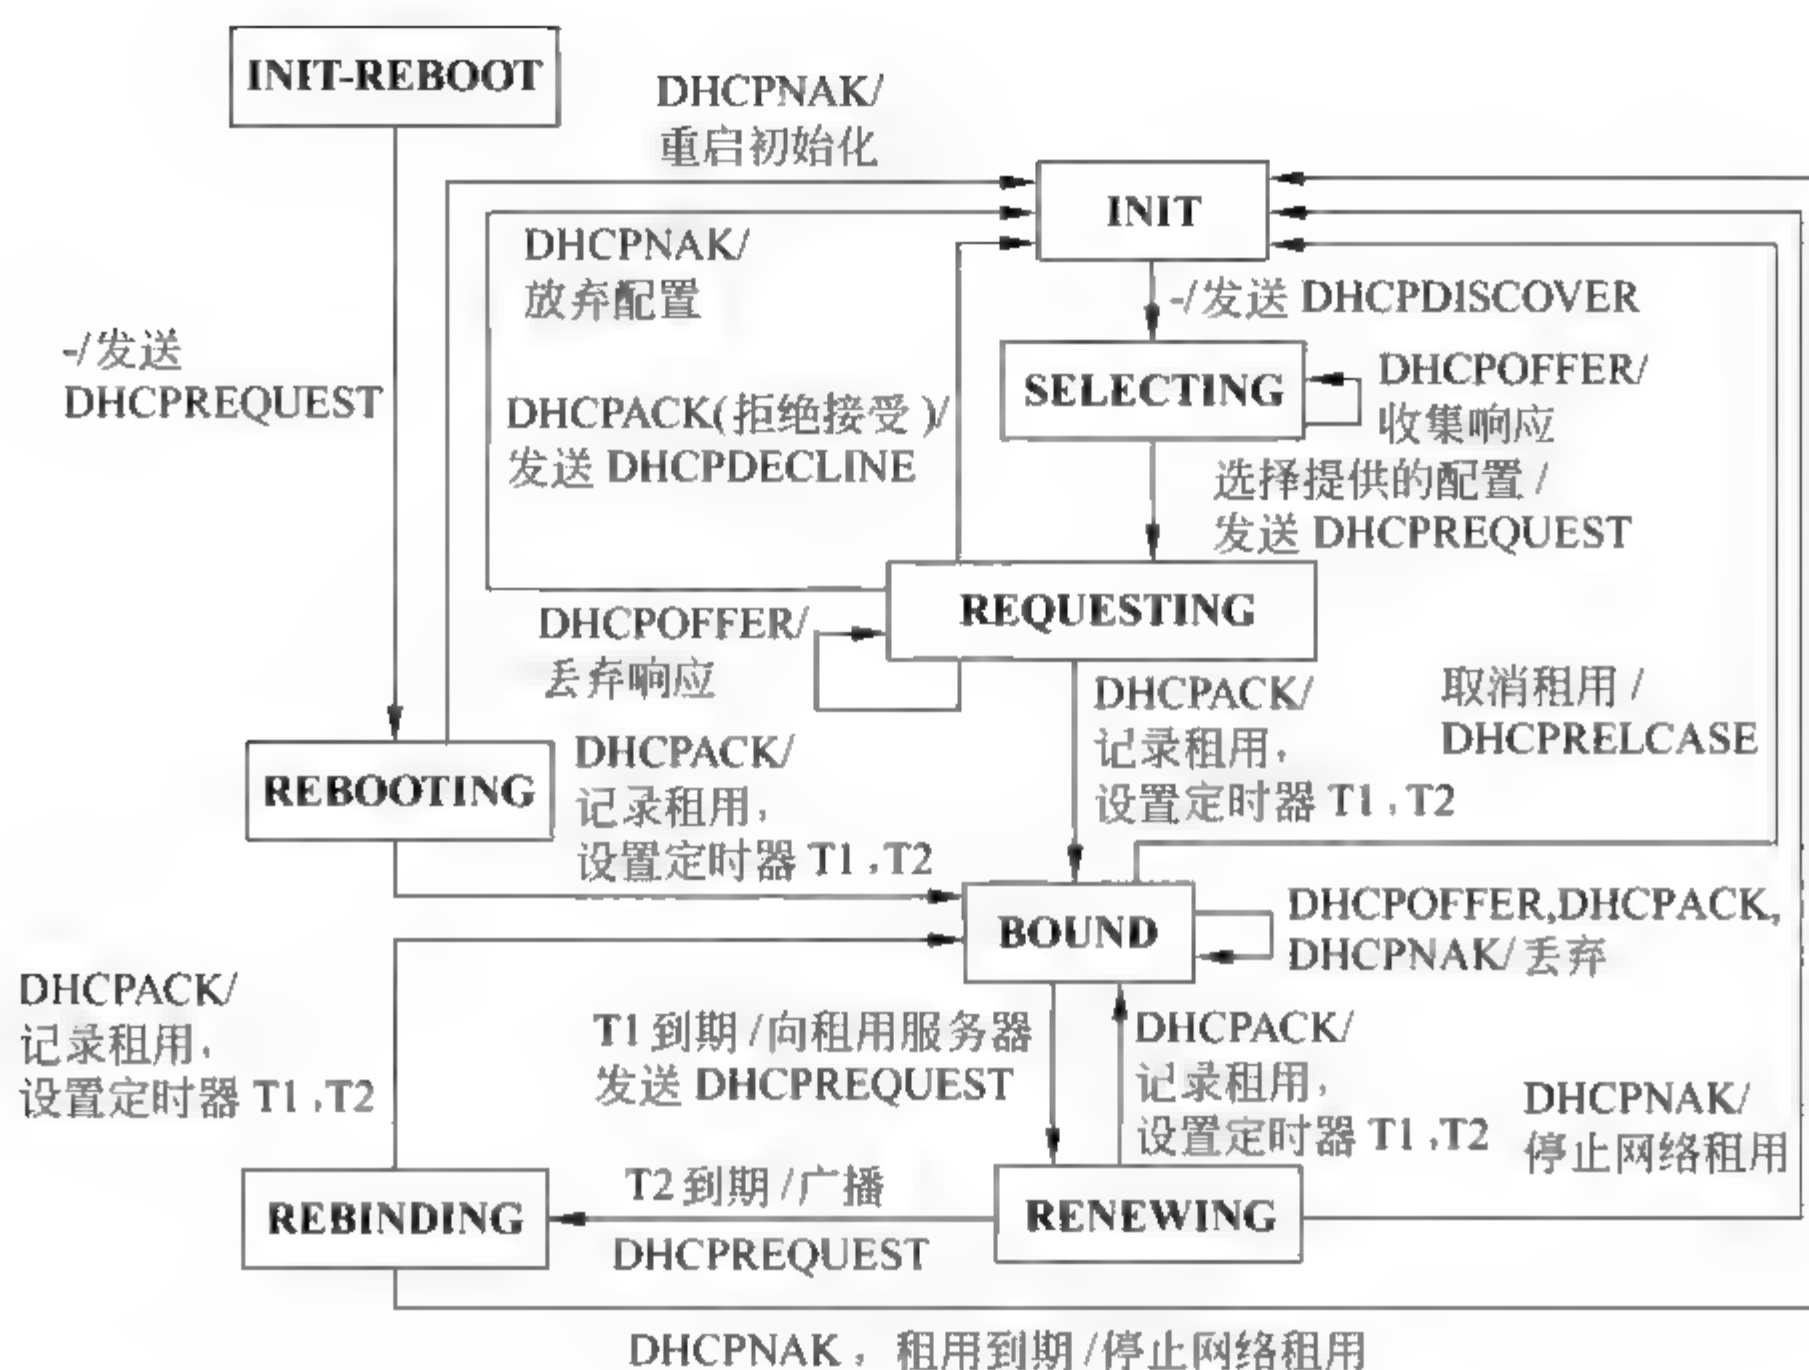 INIT-REBOOT
DHCPNAK/
重启初始化
INIT
DHCPNAK/
放弃配置
-/发送 DHCPDISCOVER
-/发送
DHCPREQUEST
SELECTING
DHCPOFFER/
收集响应
DHCPACK(拒绝接受)/
发送 DHCPDECLINE
选择提供的配置/
发送 DHCPREQUEST
REQUESTING
DHCPOFFER/
丢弃响应
DHCPACK/
记录租用,
设置定时器 T1,T2
取消租用/
DHCPRELCASE
REBOOTING
DHCPACK/
记录租用,
设置定时器 T1,T2
BOUND
DHCPOFFER,DHCPACK,
DHCPNAK/丢弃
DHCPACK/
记录租用,
设置定时器 T1,T2
T1到期/向租用服务器
发送 DHCPREQUEST
DHCPACK/
记录租用,
设置定时器 T1,T2
DHCPNAK/
停止网络租用
REBINDING
T2到期/广播
DHCPREQUEST
RENEWING
DHCPNAK,租用到期/停止网络租用